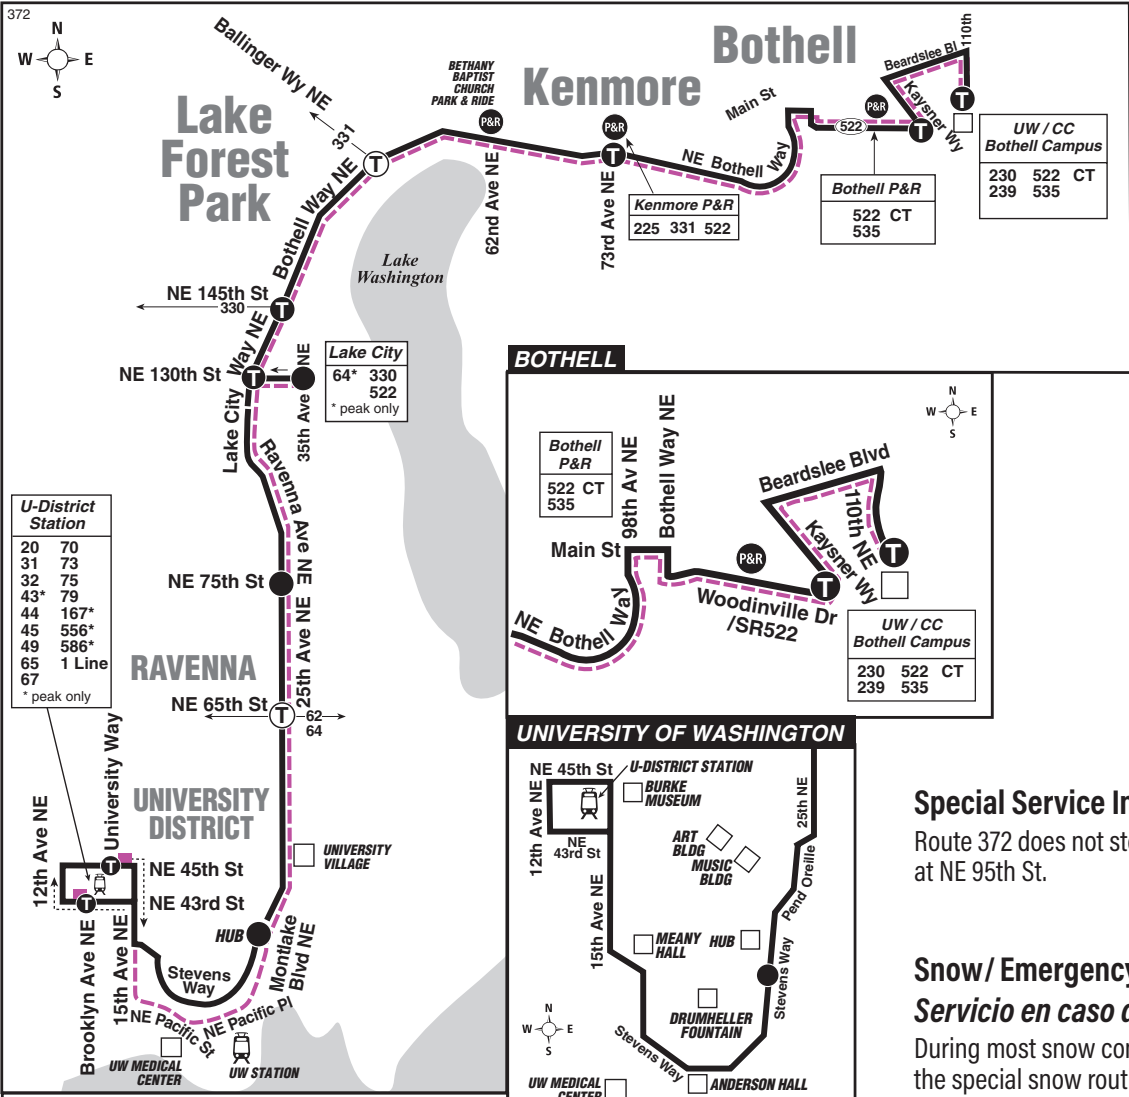 372
N
W E
S
Ballinger Wy NE
331
Lake
Forest
Park
BETHANY
BAPTIST
CHURCH
PARK & RIDE
P&R
Kenmore
P&R
Bothell
Main St
P&R
Beardslee Bl
110th
Kaysner Wy
T
T
522
UW / CC
Bothell Campus
230 522 CT
239 535
Bothell P&R
522 CT
535
NE Bothell Way
T
Kenmore P&R
225 331 522
62nd Ave NE
73rd Ave NE
T
Bothell Way NE
Lake
Washington
NE 145th St
330
T
NE 130th St
T
Lake City Way NE
35th Ave NE
Lake City
64* 330
522
* peak only
Ravenna Ave NE
U-District
Station
20 70
31 73
32 75
43* 79
44 167*
45 556*
49 586*
65 1 Line
67
* peak only
NE 75th St
25th Ave NE
RAVENNA
NE 65th St
T
62
64
University Way
UNIVERSITY
DISTRICT
12th Ave NE
T
NE 45th St
UNIVERSITY
VILLAGE
T
NE 43rd St
HUB
Brooklyn Ave NE
15th Ave NE
Stevens
Way
Montlake
Blvd NE
NE Pacific St
NE Pacific Pl
UW MEDICAL
CENTER
UW STATION
BOTHELL
N
W E
S
Bothell
P&R
522 CT
535
98th Av NE
Bothell Way NE
Main St
P&R
Beardslee Blvd
110th NE
Kaysner Wy
T
T
NE Bothell Way
Woodinville Dr
/SR522
UW / CC
Bothell Campus
230 522 CT
239 535
UNIVERSITY OF WASHINGTON
NE 45th St
U-DISTRICT STATION
BURKE
MUSEUM
12th Ave NE
NE
43rd St
25th NE
ART
BLDG
MUSIC
BLDG
Pend Oreille
15th Ave NE
MEANY
HALL
HUB
Stevens Way
DRUMHELLER
FOUNTAIN
N
W E
S
Stevens Way
ANDERSON HALL
UW MEDICAL
CENTER
Special Service In
Route 372 does not sto
at NE 95th St.
Snow / Emergency
Servicio en caso d
During most snow con
the special snow rout